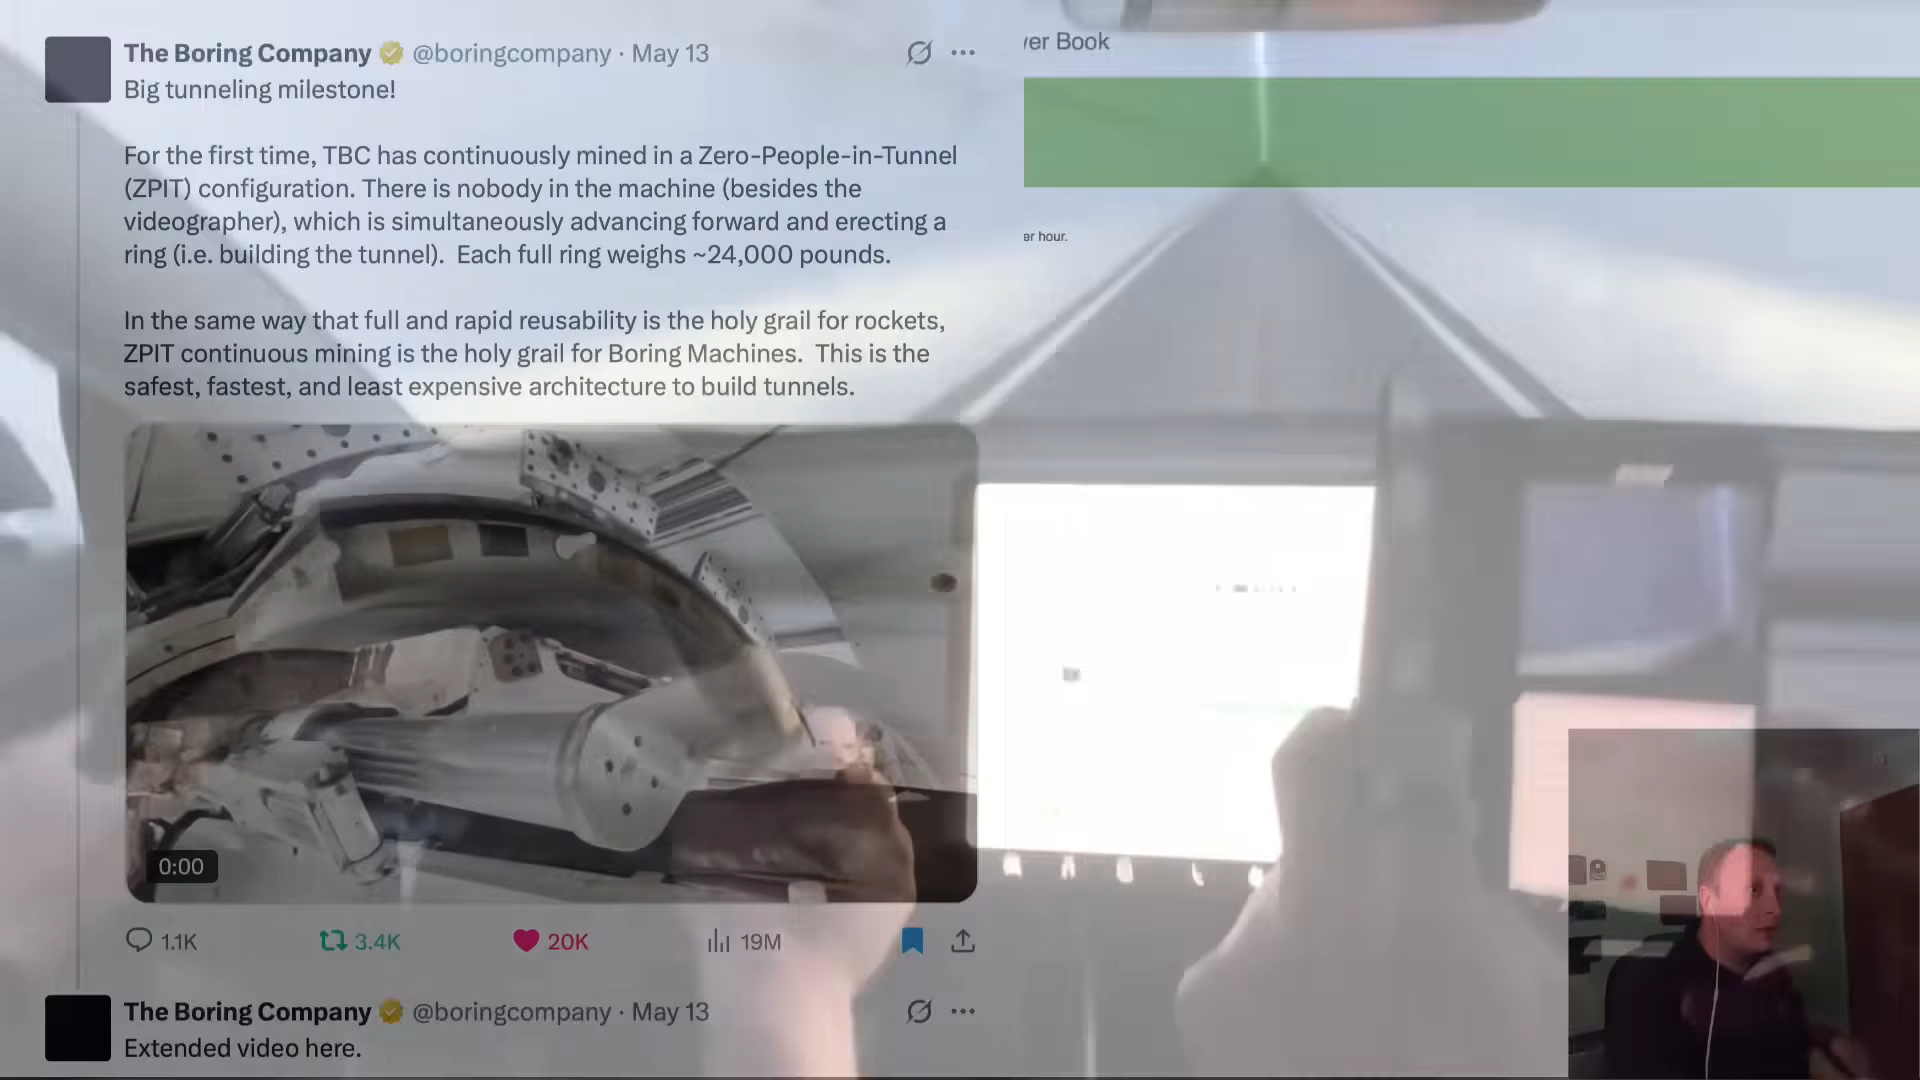 The Boring Company @boringcompany · May 13
Big tunneling milestone!
For the first time, TBC has continuously mined in a Zero-People-in-Tunnel
(ZPIT) configuration. There is nobody in the machine (besides the
videographer), which is simultaneously advancing forward and erecting a
ring (i.e. building the tunnel). Each full ring weighs ~24,000 pounds.
In the same way that full and rapid reusability is the holy grail for rockets,
ZPIT continuous mining is the holy grail for Boring Machines. This is the
safest, fastest, and least expensive architecture to build tunnels.
0:00
1.1K 3.4K 20K 19M
The Boring Company @boringcompany · May 13
Extended video here.
Book
hour.